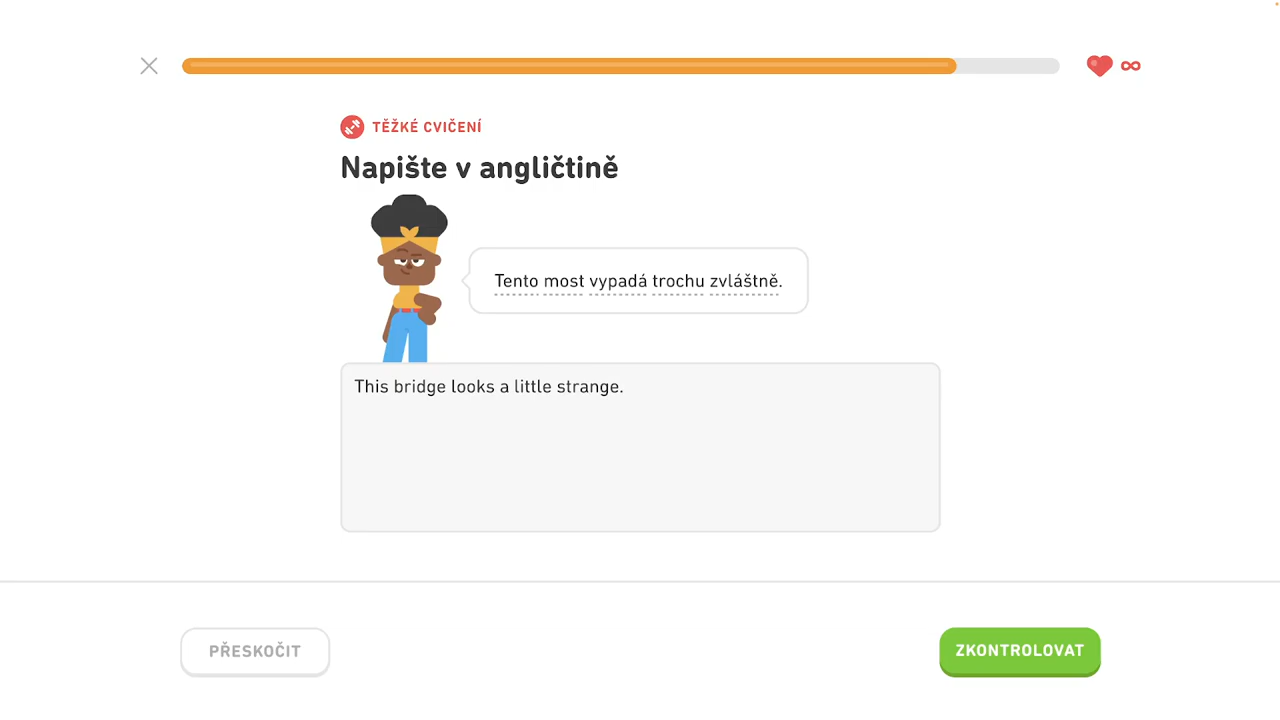 TĚŽKÉ CVIČENÍ
Napište v angličtině
Tento most vypadá trochu zvláštně.
This bridge looks a little strange.
PŘESKOČIT
ZKONTROLOVAT